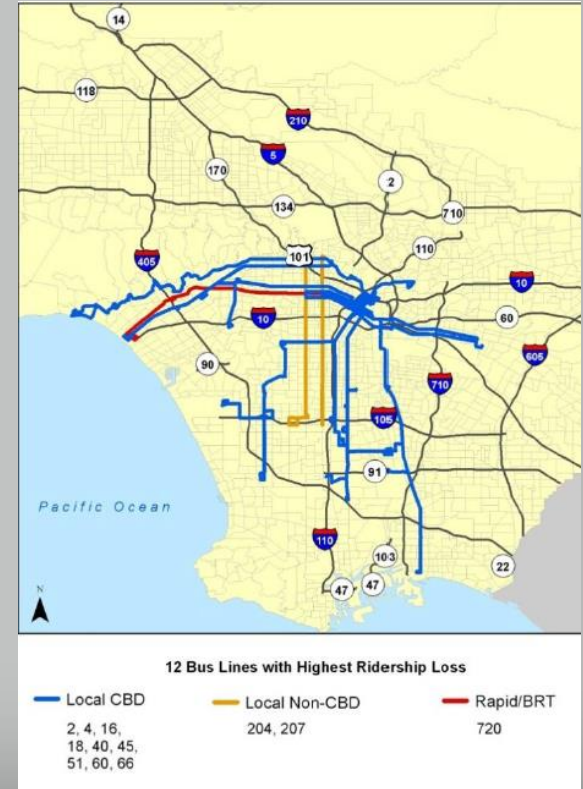 14
118
210
5
170
2
134
710
110
101
405
10
10
60
605
90
710
105
91
Pacific Ocean
110
103
22
47
47
N
12 Bus Lines with Highest Ridership Loss
Local CBD
2, 4, 16,
18, 40, 45,
51, 60, 66
Local Non-CBD
204, 207
Rapid/BRT
720